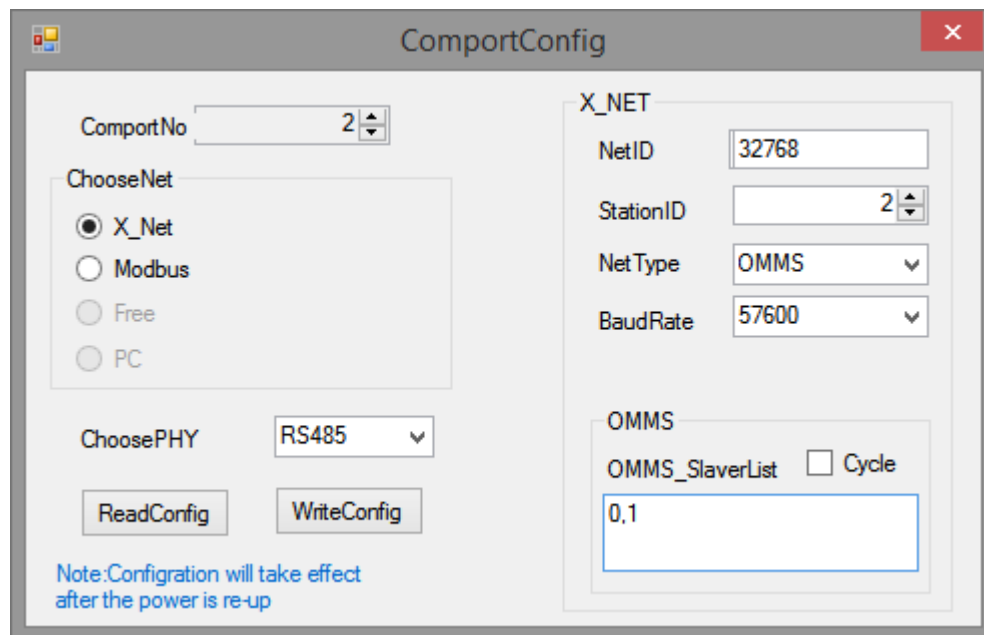 ComportConfig
ComportNo 2
ChooseNet
X_Net
Modbus
Free
PC
ChoosePHY RS485
ReadConfig WriteConfig
Note:Configration will take effect
after the power is re-up
X_NET
NetID 32768
StationID 2
NetType OMMS
BaudRate 57600
OMMS
OMMS_SlaverList Cycle
0,1